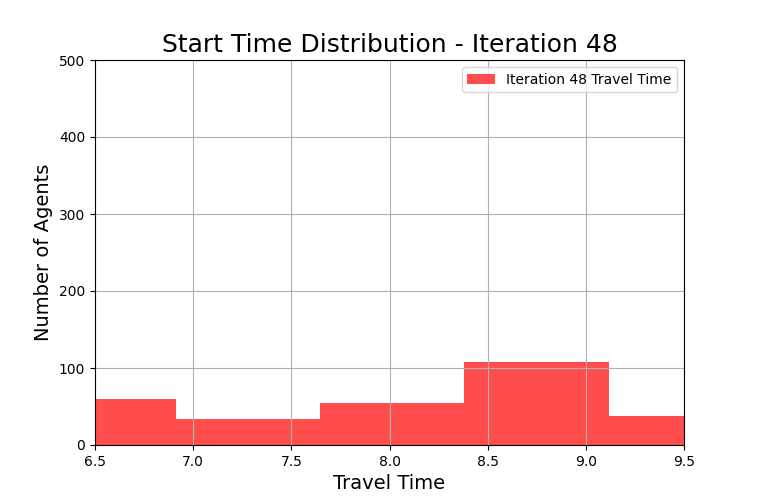 Start Time Distribution - Iteration 48
Iteration 48 Travel Time
Number of Agents
500
400
300
200
100
0
6.5 7.0 7.5 8.0 8.5 9.0 9.5
Travel Time